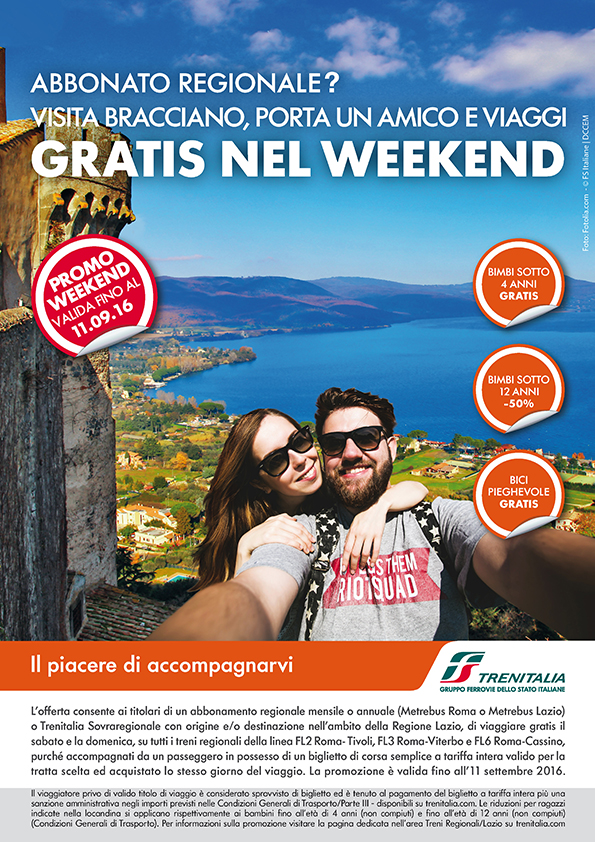 ABBONATO REGIONALE?
VISITA BRACCIANO, PORTA UN AMICO E VIAGGI
GRATIS NEL WEEKEND
Foto: Fotolia.com - © FS Italiane | DCCEM
PROMO
WEEKEND
VALIDA FINO AL
11.09.16
BIMBI SOTTO
4 ANNI
GRATIS
BIMBI SOTTO
12 ANNI
-50%
BICI
PIEGHEVOLE
GRATIS
THEM
RIOTSQUAD
Il piacere di accompagnarvi
TRENITALIA
GRUPPO FERROVIE DELLO STATO ITALIANE
L'offerta consente ai titolari di un abbonamento regionale mensile o annuale (Metrebus Roma o Metrebus Lazio)
o Trenitalia Sovraregionale con origine e/o destinazione nell'ambito della Regione Lazio, di viaggiare gratis il
sabato e la domenica, su tutti i treni regionali della linea FL2 Roma- Tivoli, FL3 Roma-Viterbo e FL6 Roma-Cassino,
purché accompagnati da un passeggero in possesso di un biglietto di corsa semplice a tariffa intera valido per la
tratta scelta ed acquistato lo stesso giorno del viaggio. La promozione è valida fino all'11 settembre 2016.
Il viaggiatore privo di valido titolo di viaggio è considerato sprovvisto di biglietto ed è tenuto al pagamento del biglietto a tariffa intera più una
sanzione amministrativa negli importi previsti nelle Condizioni Generali di Trasporto/Parte III - disponibili su trenitalia.com. Le riduzioni per ragazzi
indicate nella locandina si applicano rispettivamente ai bambini fino all'età di 4 anni (non compiuti) e fino all'età di 12 anni (non compiuti)
(Condizioni Generali di Trasporto). Per informazioni sulla promozione visitare la pagina dedicata nell'area Treni Regionali/Lazio su trenitalia.com